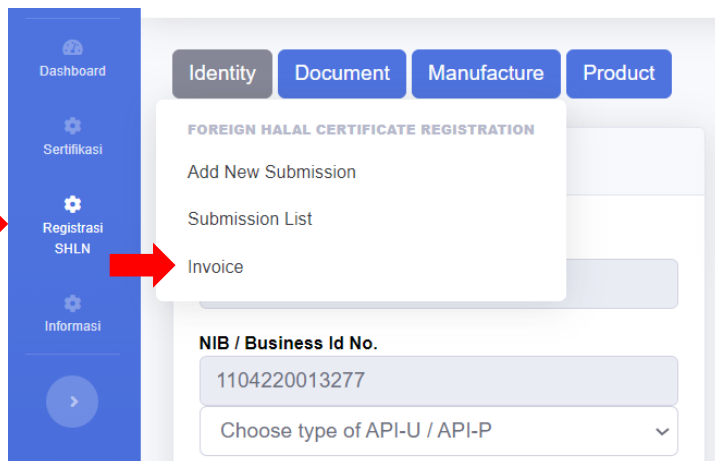 Dashboard
Sertifikasi
Registrasi
SHLN
Informasi
Identity
Document
Manufacture
Product
FOREIGN HALAL CERTIFICATE REGISTRATION
Add New Submission
Submission List
Invoice
NIB / Business Id No.
1104220013277
Choose type of API-U / API-P